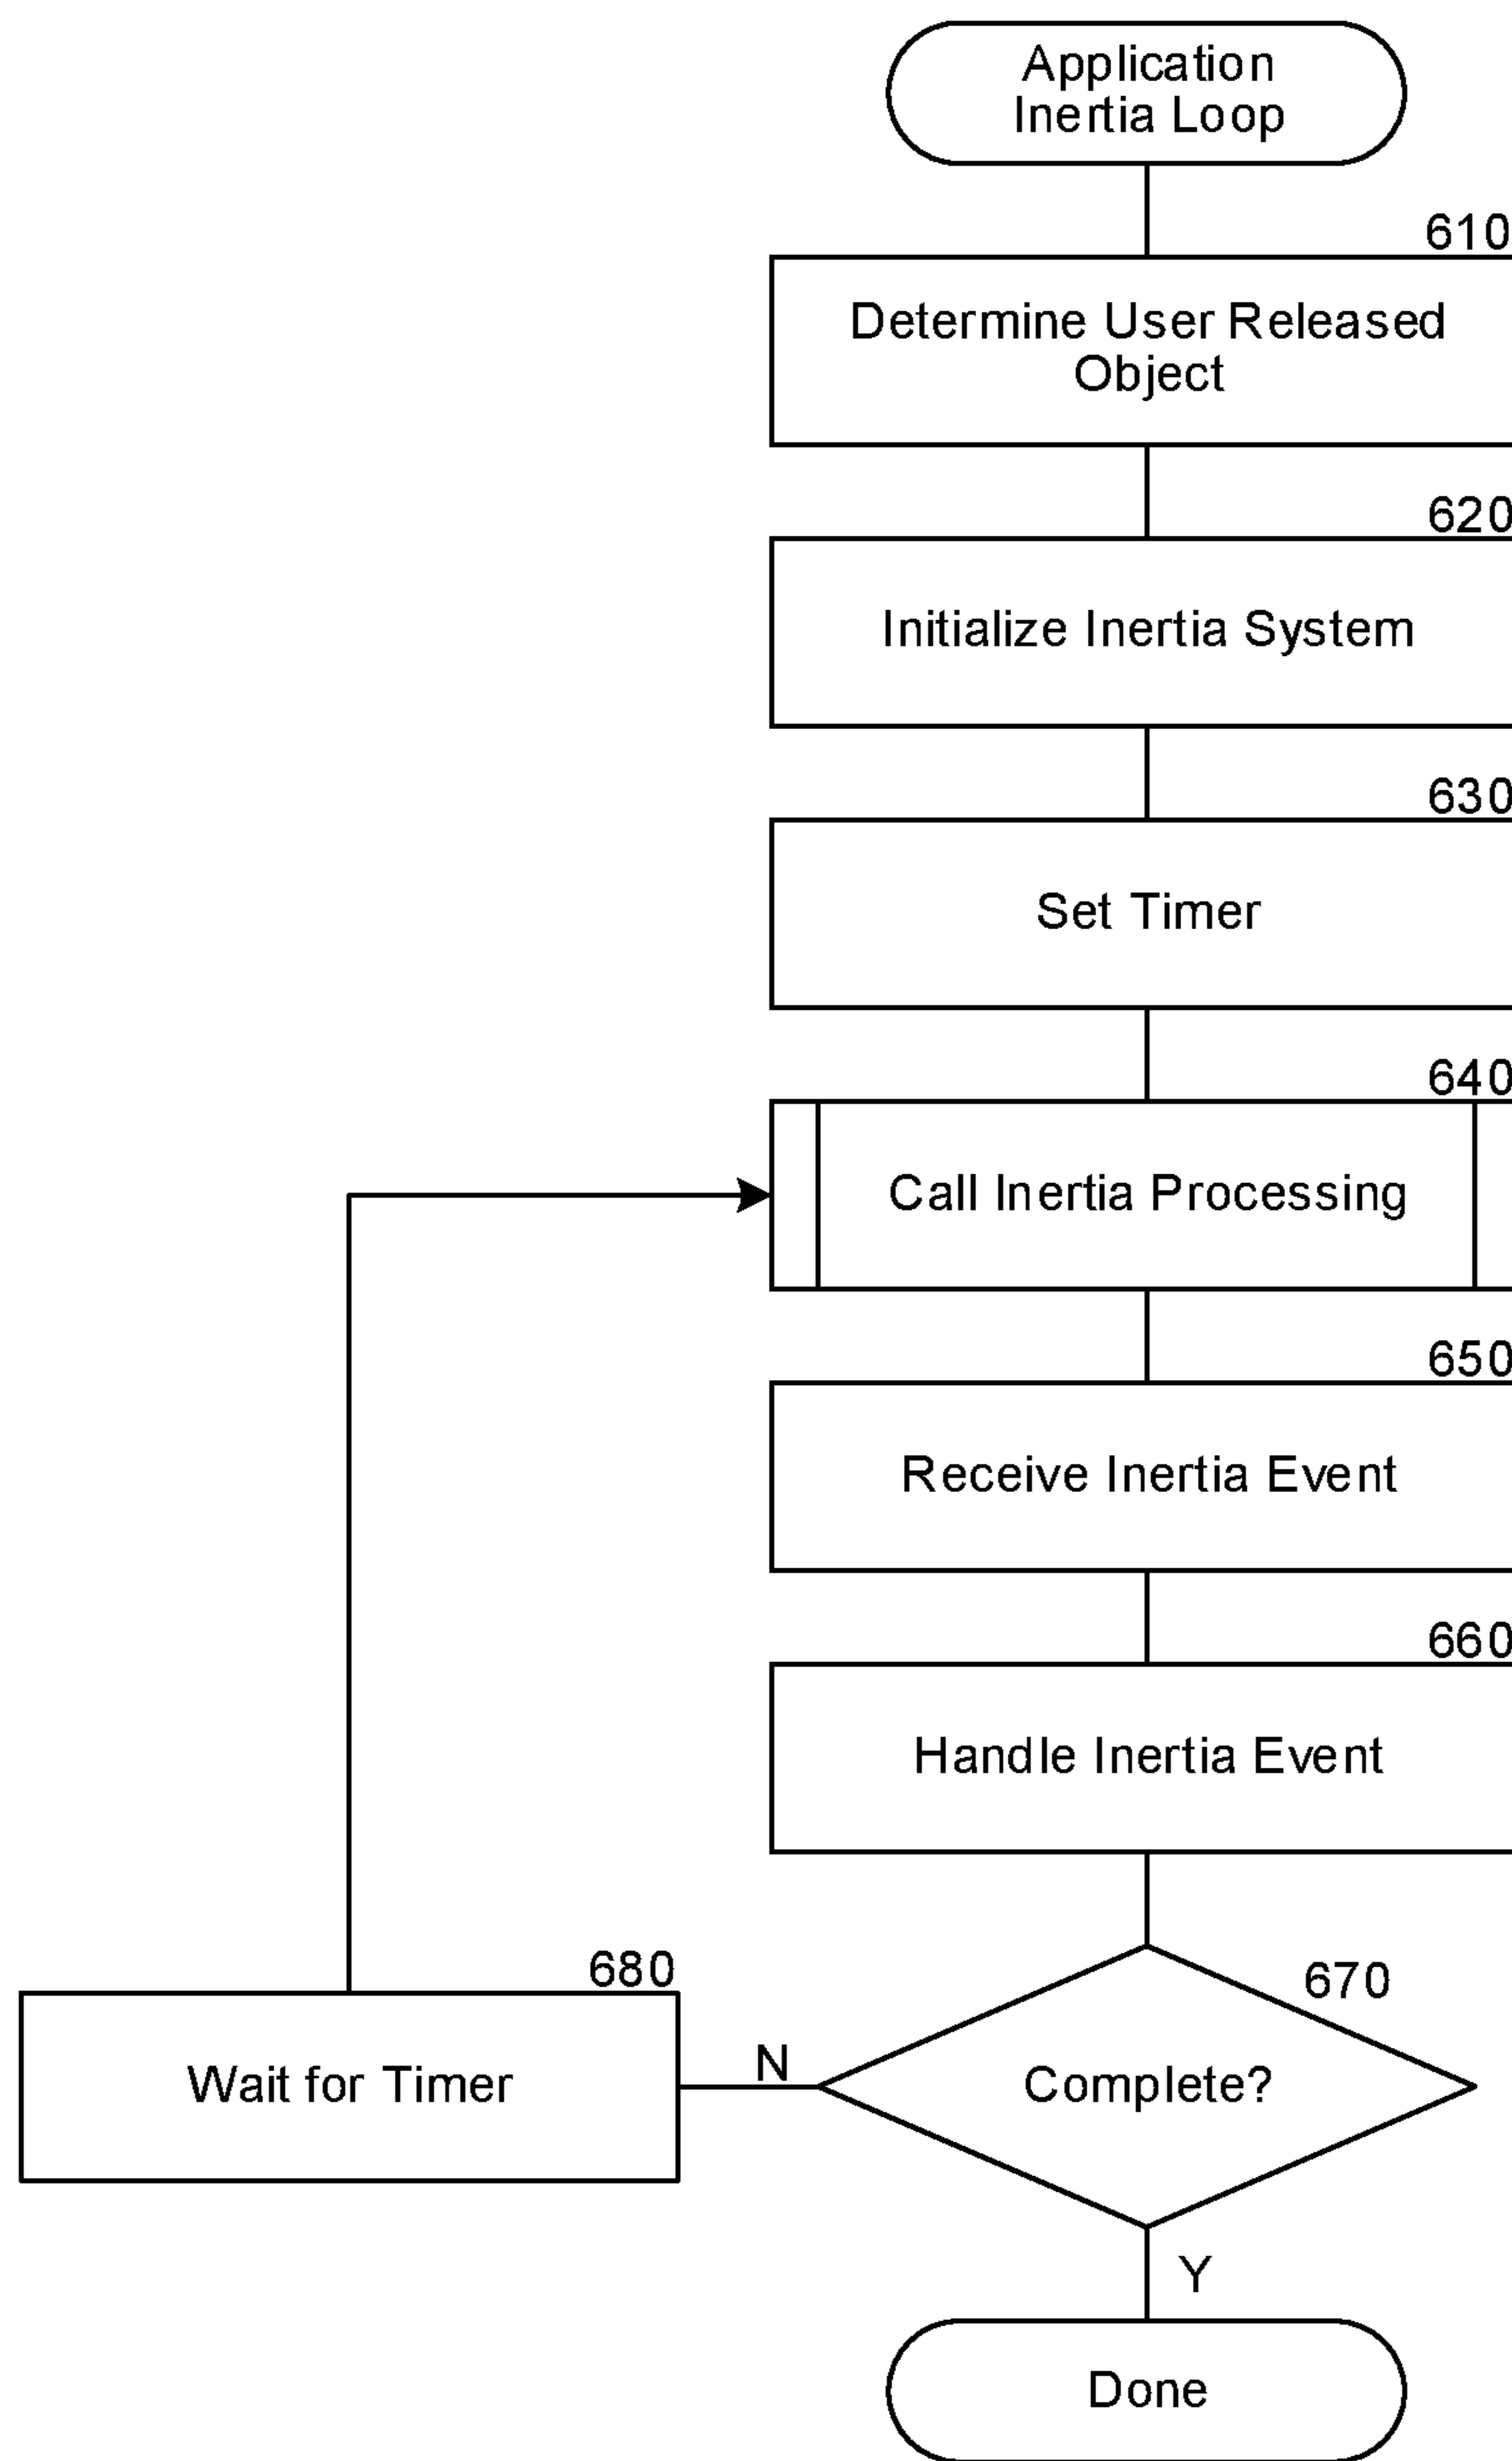 Application
Inertia Loop
610
Determine User Released
Object
620
Initialize Inertia System
630
Set Timer
640
Call Inertia Processing
650
Receive Inertia Event
660
Handle Inertia Event
670
Complete?
N
680
Wait for Timer
Y
Done